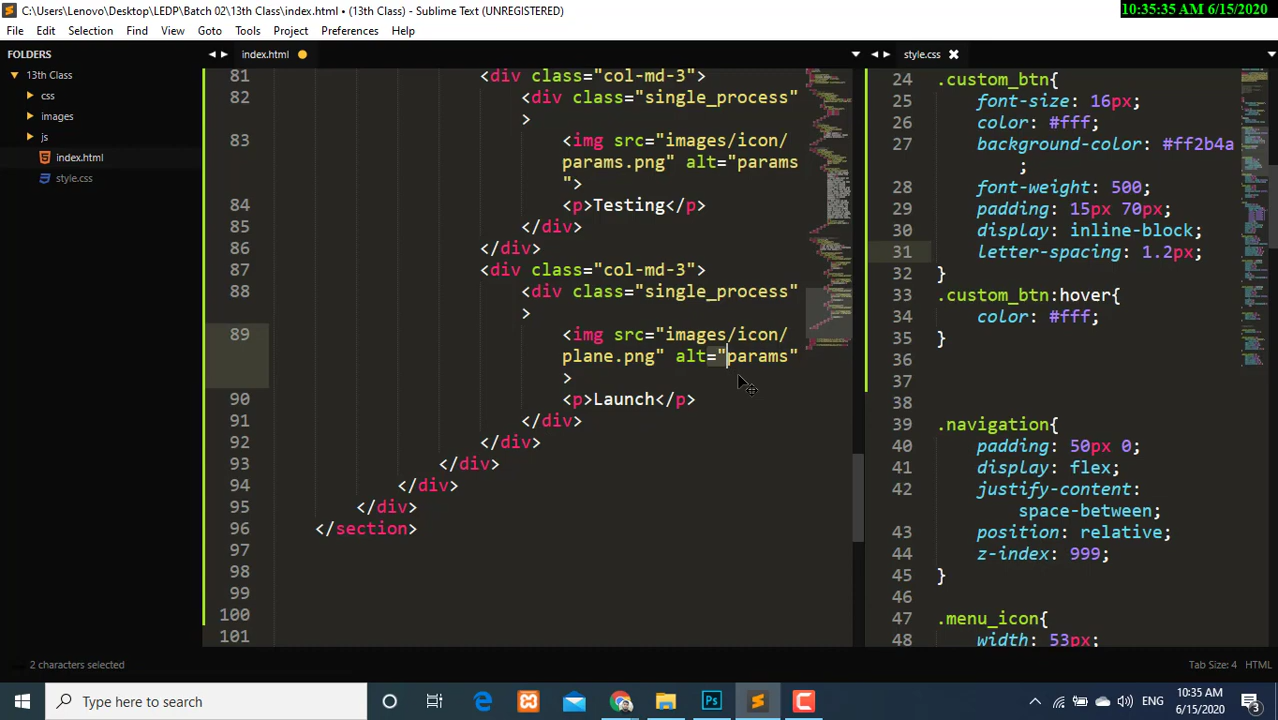 C:\Users\Lenovo\Desktop\LEDP\Batch 02\13th Class\index.html • (13th Class) - Sublime Text (UNREGISTERED)
10:35:35 AM 6/15/2020
File Edit Selection Find View Goto Tools Project Preferences Help
FOLDERS
13th Class
css
images
js
index.html
style.css
index.html
81 <div class="col-md-3">
82 <div class="single_process"
>
83 <img src="images/icon/
params.png" alt="params
">
84 <p>Testing</p>
85 </div>
86 </div>
87 <div class="col-md-3">
88 <div class="single_process"
>
89 <img src="images/icon/
plane.png" alt="params"
>
90 <p>Launch</p>
91 </div>
92 </div>
93 </div>
94 </div>
95 </div>
96 </section>
97
98
99
100
101
style.css
24 .custom_btn{
25 font-size: 16px;
26 color: #fff;
27 background-color: #ff2b4a
;
28 font-weight: 500;
29 padding: 15px 70px;
30 display: inline-block;
31 letter-spacing: 1.2px;
32 }
33 .custom_btn:hover{
34 color: #fff;
35 }
36
37
38
39 .navigation{
40 padding: 50px 0;
41 display: flex;
42 justify-content:
space-between;
43 position: relative;
44 z-index: 999;
45 }
46
47 .menu_icon{
48 width: 53px;
2 characters selected
Tab Size: 4 HTML
Type here to search
Ps
ENG
10:35 AM
6/15/2020
3